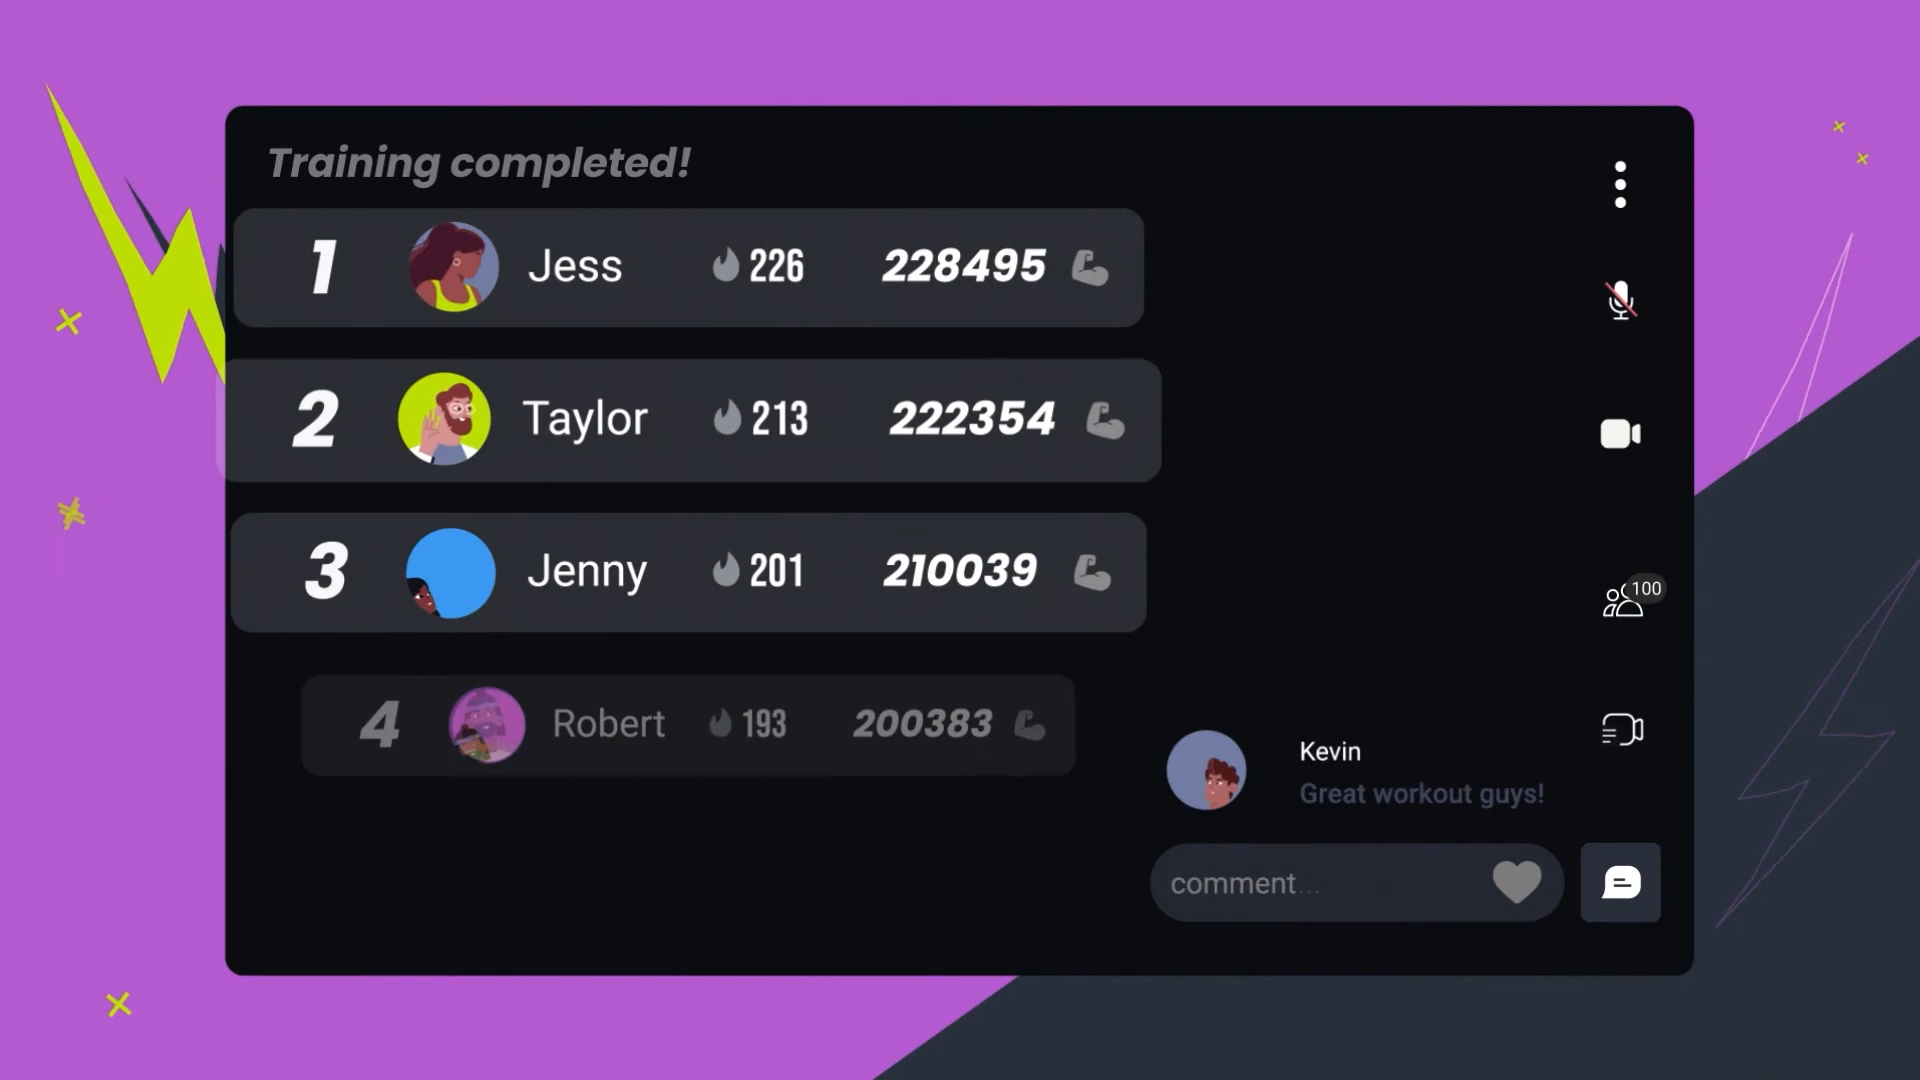 Training completed!
1 Jess 226 228495
2 Taylor 213 222354
3 Jenny 201 210039
4 Robert 193 200383
100
Kevin
Great workout guys!
comment...